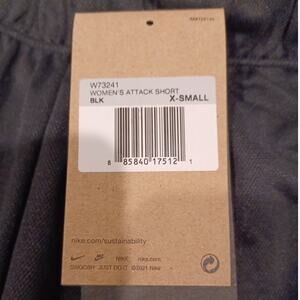 W73241
WOMEN'S ATTACK SHORT
BLK X-SMALL
8 85840 17512 1
nike.com/sustainability
NIKE nike.com
SWOOSH JUST DO IT ©2021 Nike